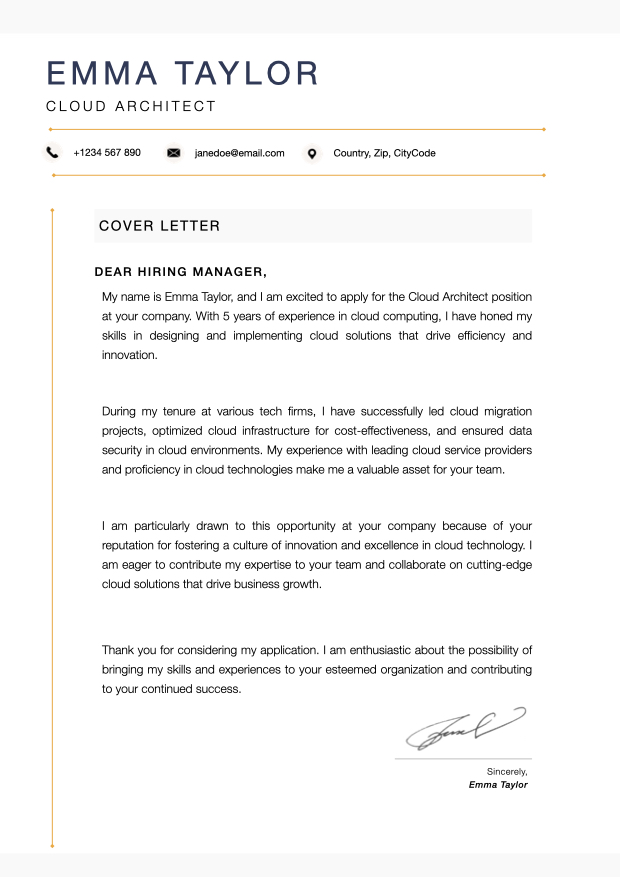 EMMA TAYLOR
CLOUD ARCHITECT
+1234 567 890 janedoe@email.com Country, Zip, CityCode
COVER LETTER
DEAR HIRING MANAGER,
My name is Emma Taylor, and I am excited to apply for the Cloud Architect position
at your company. With 5 years of experience in cloud computing, I have honed my
skills in designing and implementing cloud solutions that drive efficiency and
innovation.
During my tenure at various tech firms, I have successfully led cloud migration
projects, optimized cloud infrastructure for cost-effectiveness, and ensured data
security in cloud environments. My experience with leading cloud service providers
and proficiency in cloud technologies make me a valuable asset for your team.
I am particularly drawn to this opportunity at your company because of your
reputation for fostering a culture of innovation and excellence in cloud technology. I
am eager to contribute my expertise to your team and collaborate on cutting-edge
cloud solutions that drive business growth.
Thank you for considering my application. I am enthusiastic about the possibility of
bringing my skills and experiences to your esteemed organization and contributing
to your continued success.
Sincerely,
Emma Taylor